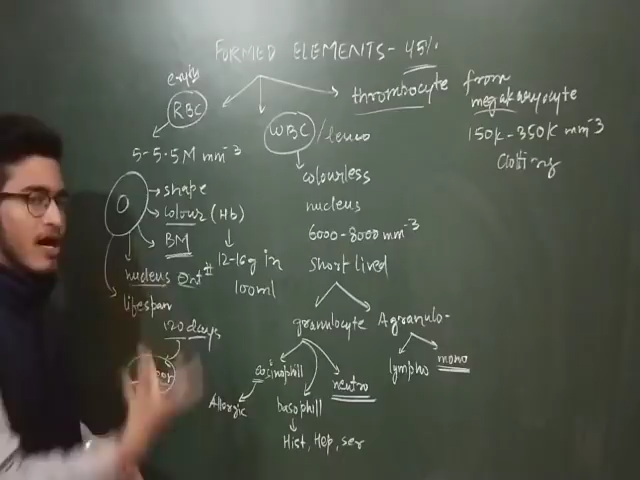 FORMED ELEMENTS - 45%
RBC
5-5.5M mm⁻³
shape
colour (Hb)
BM
12-16g in
100ml
nucleus
lifespan
120 days
WBC / leuco
colourless
nucleus
6000-8000 mm⁻³
short lived
granulocyte
eosinophill
Allergic
basophill
Hist, Hep, ser
neutro
Agranulo-
lympho
mono
thrombocyte
from
megakaryocyte
150k-350k mm⁻³
clotting